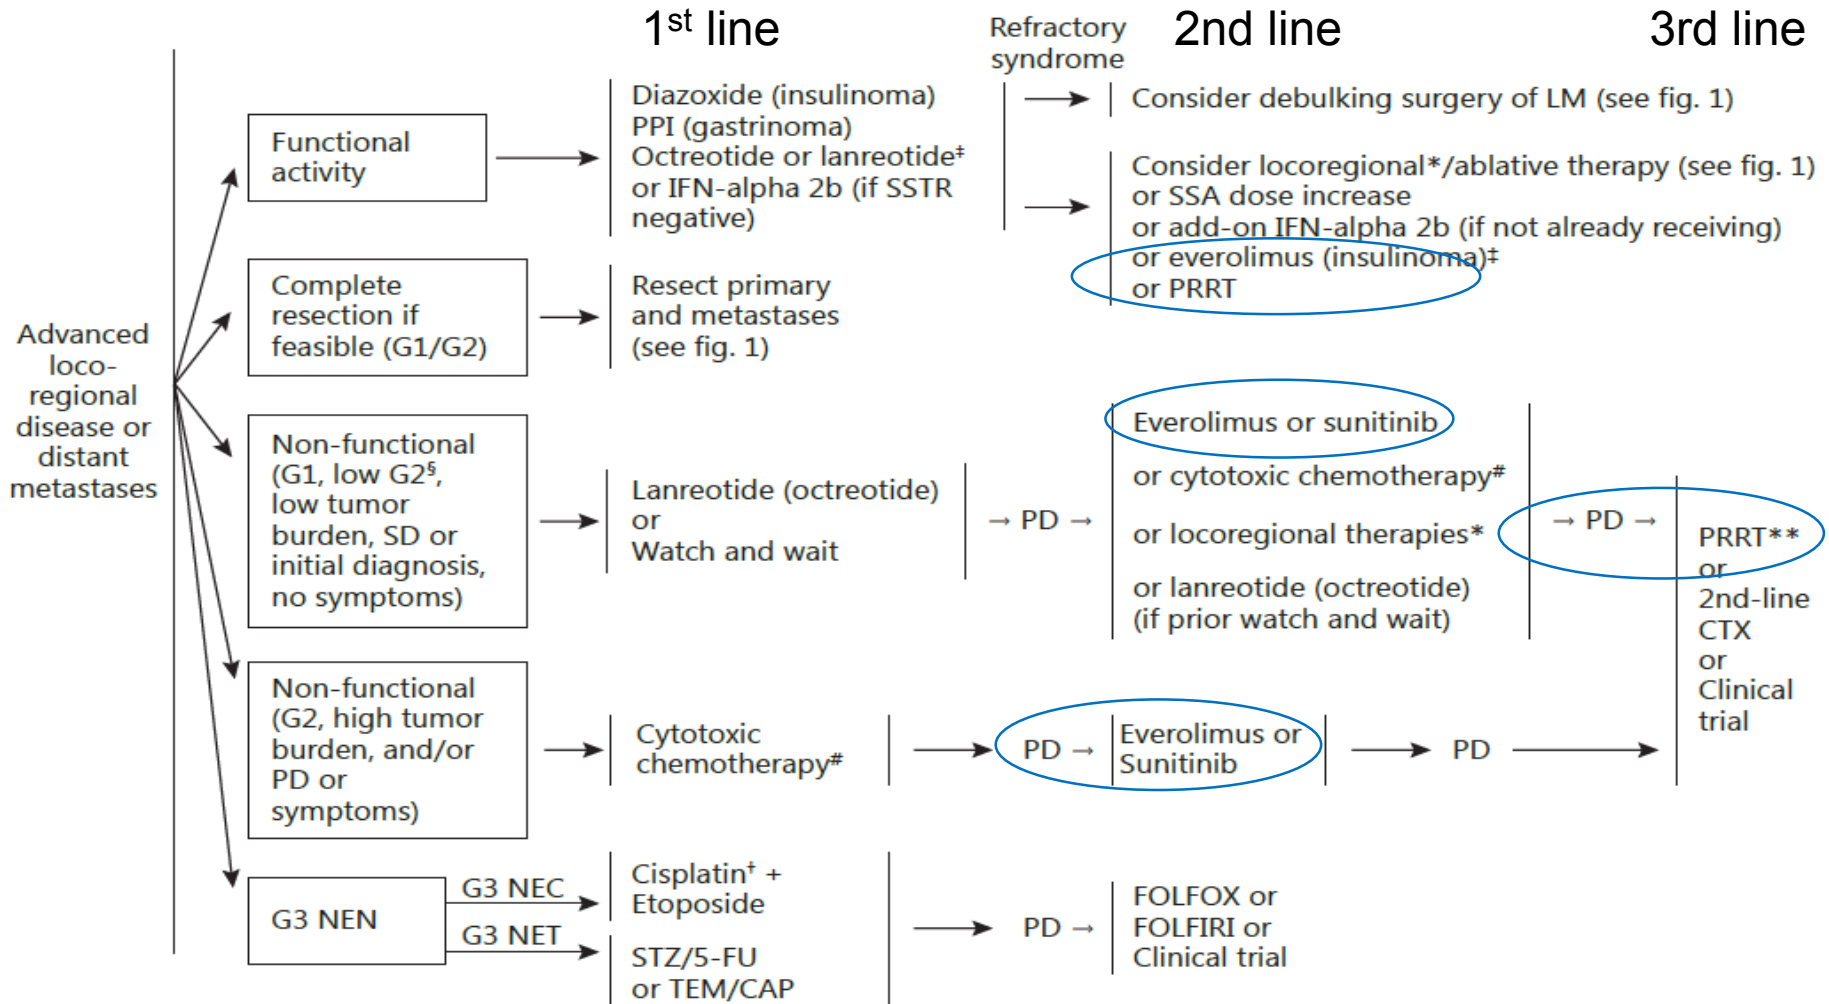 1st line
Refractory
syndrome
2nd line
3rd line
Advanced
loco-
regional
disease or
distant
metastases
Functional
activity
Diazoxide (insulinoma)
PPI (gastrinoma)
Octreotide or lanreotide‡
or IFN-alpha 2b (if SSTR
negative)
Consider debulking surgery of LM (see fig. 1)
Consider locoregional*/ablative therapy (see fig. 1)
or SSA dose increase
or add-on IFN-alpha 2b (if not already receiving)
or everolimus (insulinoma)‡
or PRRT
Complete
resection if
feasible (G1/G2)
Resect primary
and metastases
(see fig. 1)
Non-functional
(G1, low G2§,
low tumor
burden, SD or
initial diagnosis,
no symptoms)
Lanreotide (octreotide)
or
Watch and wait
→ PD →
Everolimus or sunitinib
or cytotoxic chemotherapy#
or locoregional therapies*
or lanreotide (octreotide)
(if prior watch and wait)
→ PD →
PRRT**
or
2nd-line
CTX
or
Clinical
trial
Non-functional
(G2, high tumor
burden, and/or
PD or
symptoms)
Cytotoxic
chemotherapy#
PD →
Everolimus or
Sunitinib
PD
G3 NEN
G3 NEC
Cisplatin† +
Etoposide
G3 NET
STZ/5-FU
or TEM/CAP
PD →
FOLFOX or
FOLFIRI or
Clinical trial